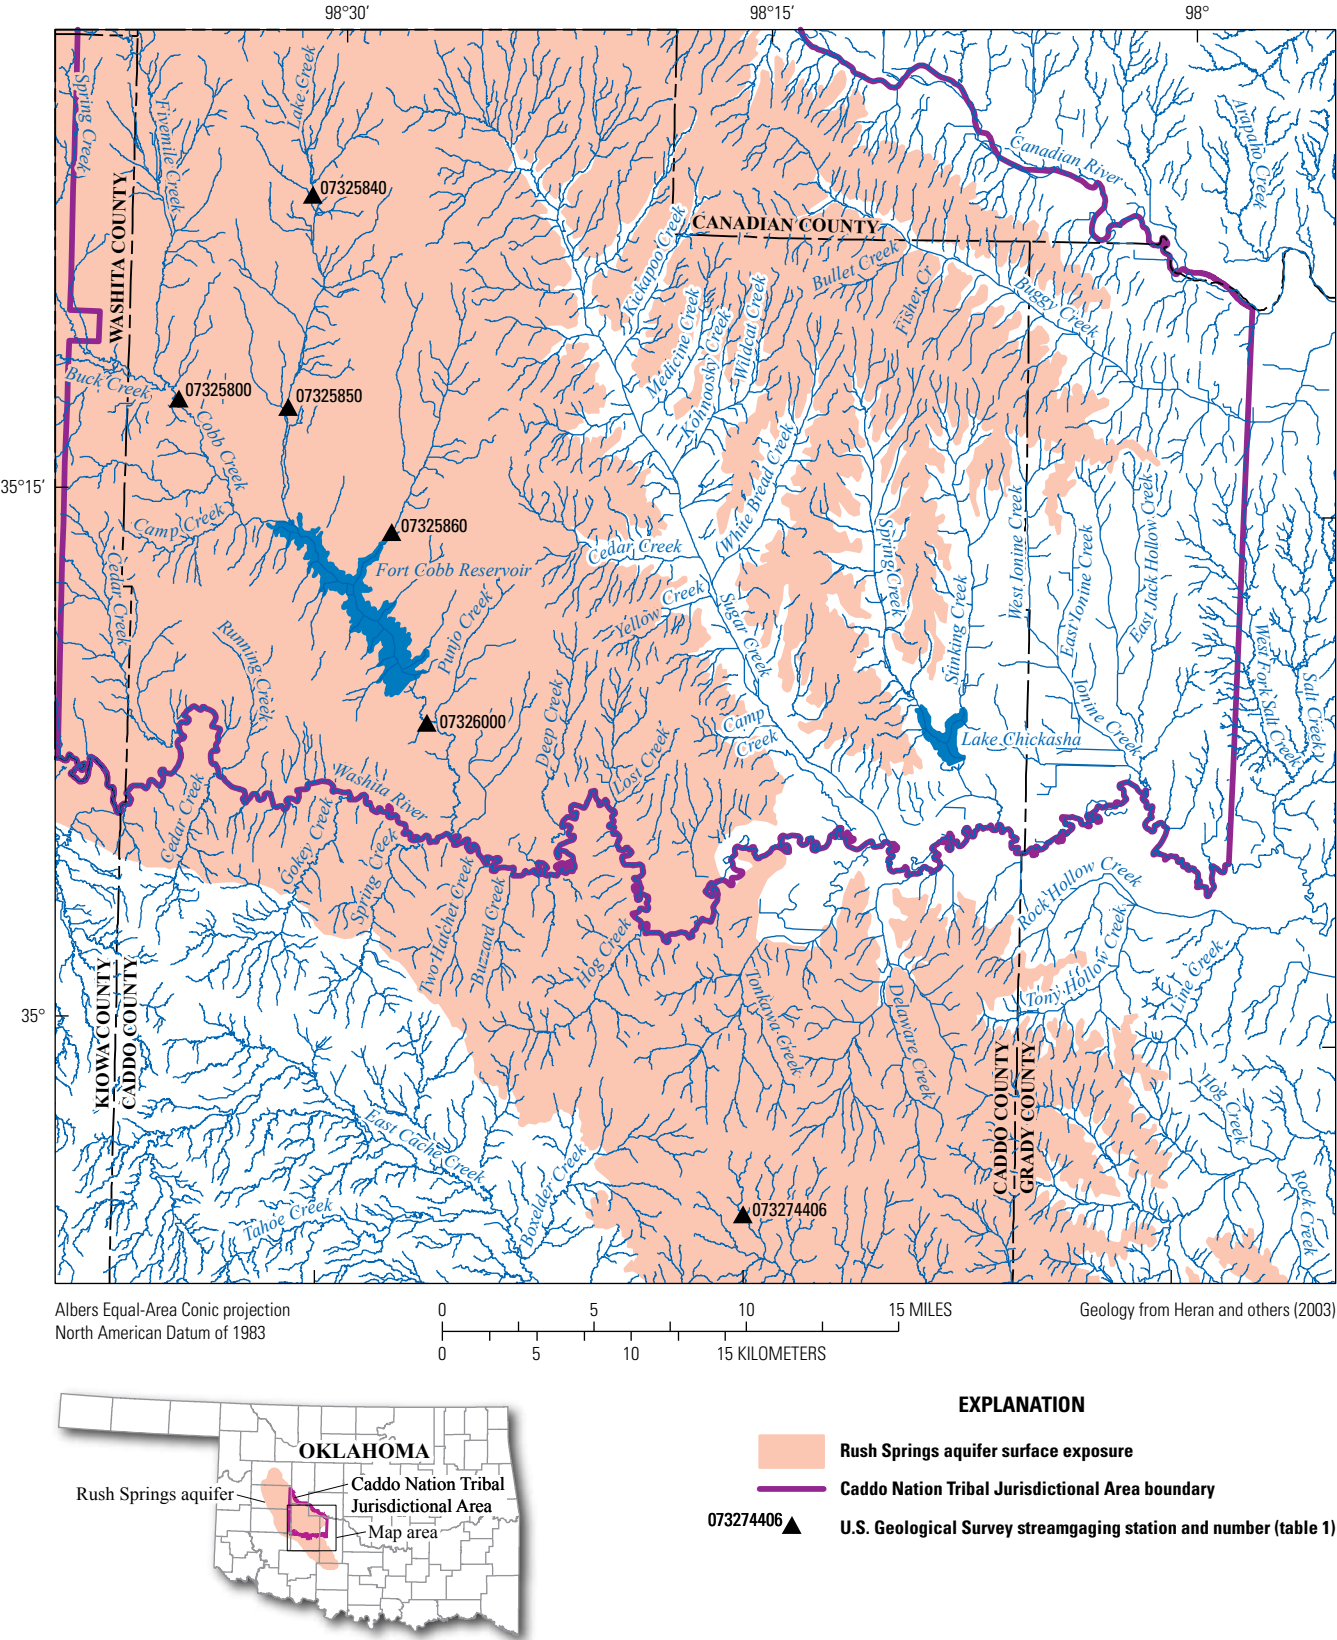 98°30′
98°15′
98°
Spring Creek
Fivemile Creek
Lake Creek
Arapaho Creek
Canadian River
07325840
WASHITA COUNTY
CANADIAN COUNTY
Kickapoo Creek
Bullet Creek
Fisher Cr
Buggy Creek
Medicine Creek
Kohnoosky Creek
Wildcat Creek
Buck Creek
07325800
07325850
Cobb Creek
White Bread Creek
35°15′
Camp Creek
07325860
Cedar Creek
Fort Cobb Reservoir
Cedar Creek
Spring Creek
West Ionine Creek
East Ionine Creek
East Jack Hollow Creek
Stinking Creek
Yellow Creek
Sugar Creek
Punjo Creek
Running Creek
West Fork Salt Creek
Salt Creek
07326000
Deep Creek
Camp
Creek
Lost Creek
Lake Chickasha
Ionine Creek
Washita River
Cedar Creek
Gokey Creek
Spring Creek
Two Hatchet Creek
Buzzard Creek
Hog Creek
Rock Hollow Creek
Tony Hollow Creek
Line Creek
Tonkawa Creek
Delaware Creek
35°
KIOWA COUNTY
CADDO COUNTY
CADDO COUNTY
GRADY COUNTY
Hog Creek
Rock Creek
East Cache Creek
Tahoe Creek
Boxelder Creek
073274406
Albers Equal-Area Conic projection
North American Datum of 1983
0 5 10 15 MILES
0 5 10 15 KILOMETERS
Geology from Heran and others (2003)
OKLAHOMA
Rush Springs aquifer
Caddo Nation Tribal
Jurisdictional Area
Map area
EXPLANATION
Rush Springs aquifer surface exposure
Caddo Nation Tribal Jurisdictional Area boundary
073274406 U.S. Geological Survey streamgaging station and number (table 1)